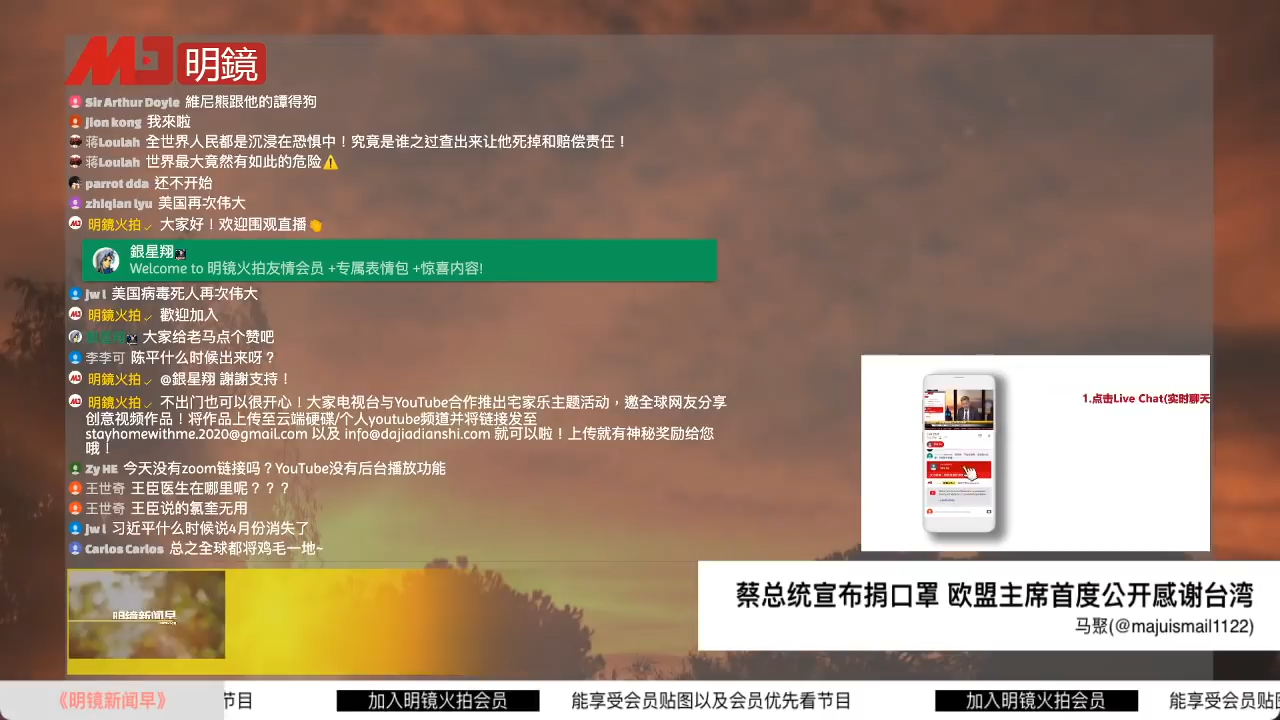 明鏡
Sir Arthur Doyle 維尼熊跟他的譚得狗
jion kong 我來啦
蒋Loulah 全世界人民都是沉浸在恐惧中！究竟是谁之过查出来让他死掉和赔偿责任！
蒋Loulah 世界最大竟然有如此的危险⚠️
parrot dda 还不开始
zhiqian lyu 美国再次伟大
明鏡火拍✓ 大家好！欢迎围观直播👏
銀星翔
Welcome to 明镜火拍友情会员 +专属表情包 +惊喜内容!
jw l 美国病毒死人再次伟大
明鏡火拍✓ 歡迎加入
銀星翔 大家给老马点个赞吧
李李可 陈平什么时候出来呀？
明鏡火拍✓ @銀星翔 謝謝支持！
明鏡火拍✓ 不出门也可以很开心！大家电视台与YouTube合作推出宅家乐主题活动，邀全球网友分享
创意视频作品！将作品上传至云端硬碟/个人youtube频道并将链接发至
stayhomewithme.2020@gmail.com 以及 info@dajiadianshi.com 就可以啦！上传就有神秘奖励给您
哦！
Zy HE 今天没有zoom链接吗？YouTube没有后台播放功能
王世奇 王臣医生在哪里呢？？？
王世奇 王臣说的氯奎无用
jw l 习近平什么时候说4月份消失了
Carlos Carlos 总之全球都将鸡毛一地~
1.点击Live Chat(实时聊天
明镜新闻早
蔡总统宣布捐口罩 欧盟主席首度公开感谢台湾
马聚(@majuismail1122)
《明镜新闻早》 节目 加入明镜火拍会员 能享受会员贴图以及会员优先看节目 加入明镜火拍会员 能享受会员贴